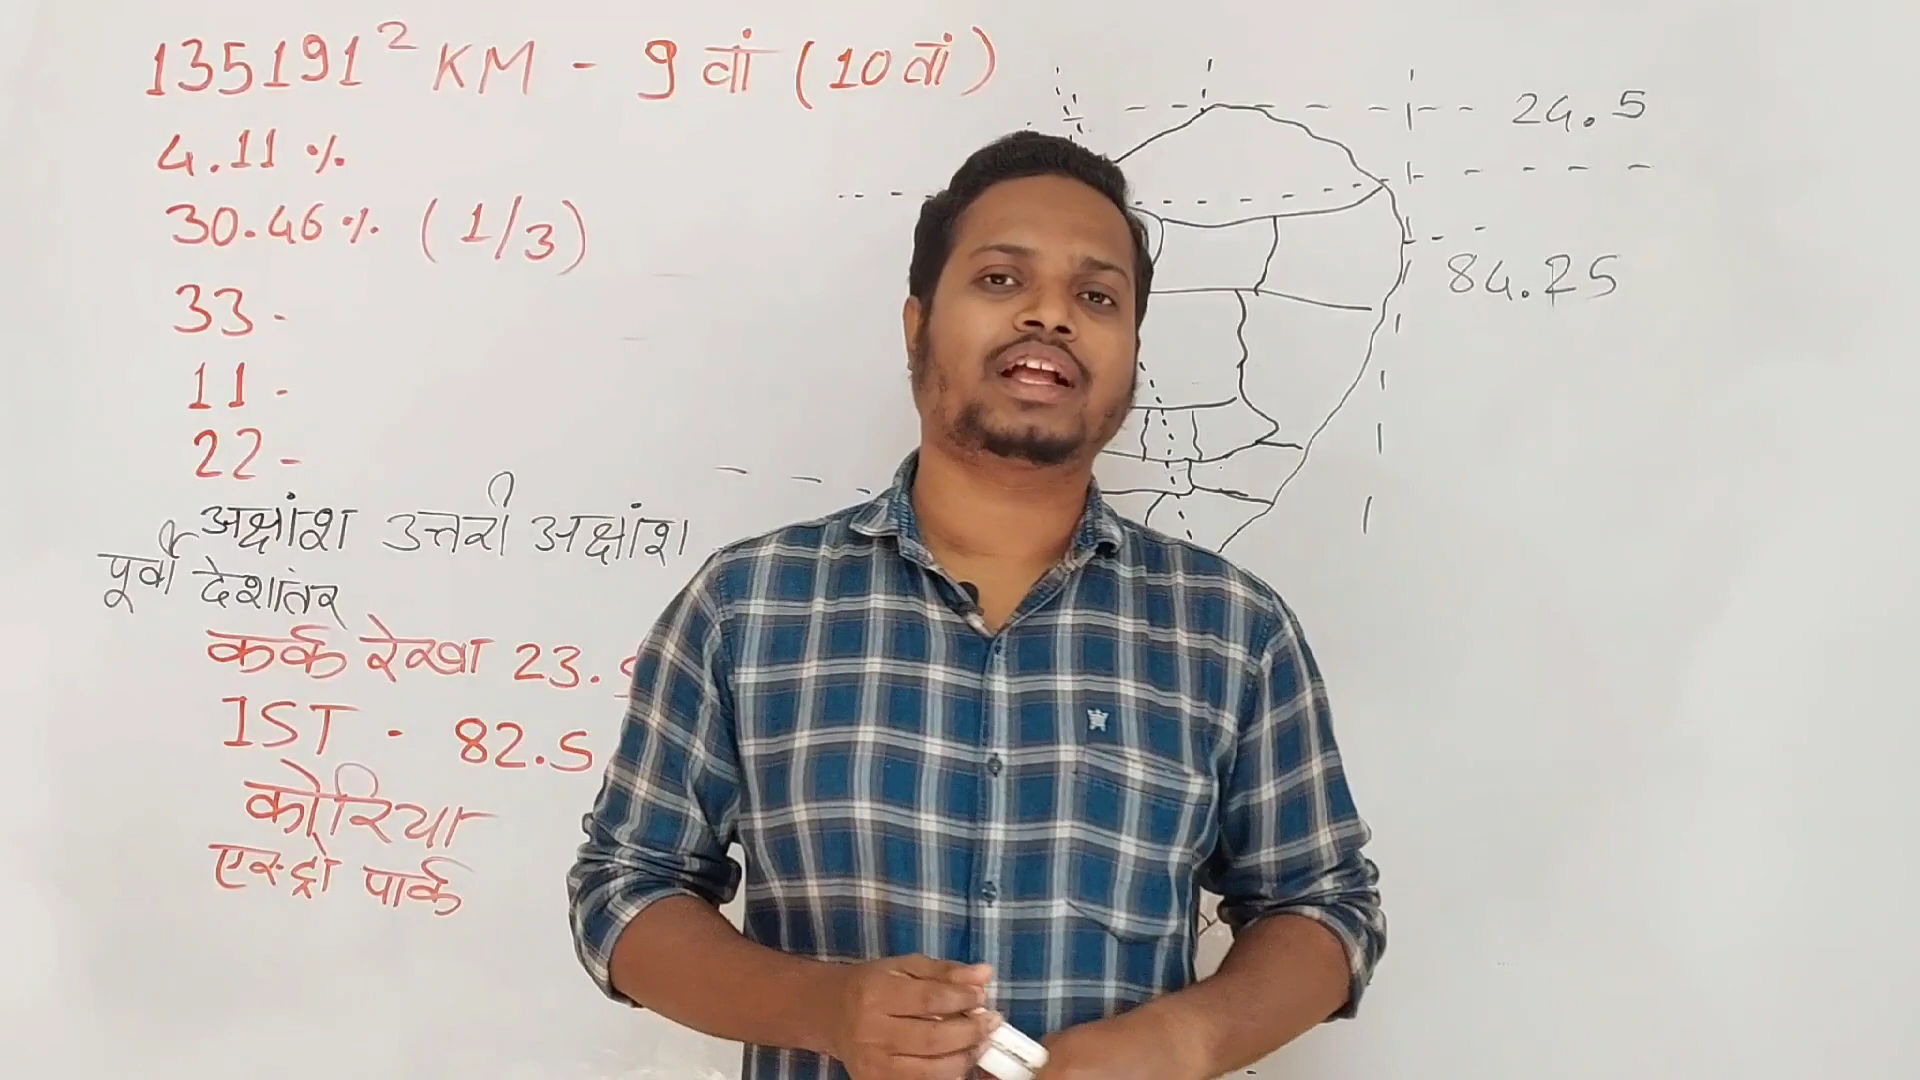 135191² KM - 9 वां (10 वां)
4.11 %
30.46 % (1/3)
33 -
11 -
22 -
अक्षांश उत्तरी अक्षांश
पूर्वी देशांतर
कर्क रेखा 23.5
IST - 82.5
कोरिया
एस्ट्रो पार्क
24.5
84.25